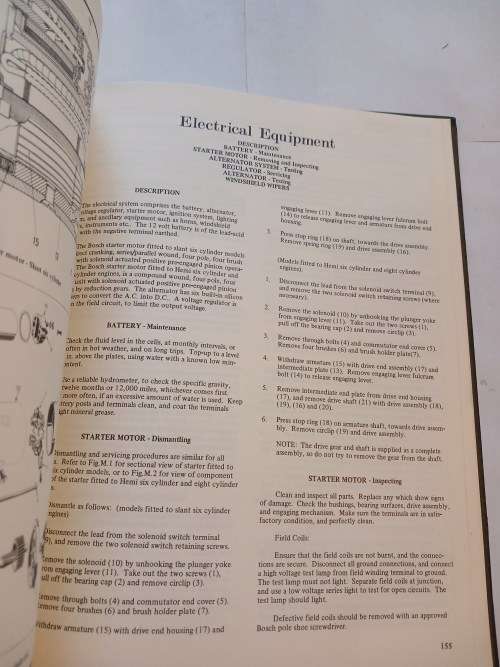 Electrical Equipment
DESCRIPTION
BATTERY - Maintenance
STARTER MOTOR - Removing and Inspecting
ALTERNATOR SYSTEM - Testing
REGULATOR - Servicing
ALTERNATOR - Testing
WINDSHIELD WIPERS
DESCRIPTION
The electrical system comprises the battery, alternator,
voltage regulator, starter motor, ignition system, lighting
and ancillary equipment such as horns, windshield
instruments etc. The 12 volt battery is of the lead-acid
with the negative terminal earthed.
The Bosch starter motor fitted to slant six cylinder models
cranking, series/parallel wound, four pole, four brush
with solenoid actuated positive pre-engaged pinion opera-
The Bosch starter motor fitted to Hemi six cylinder and
cylinder engines, is a compound wound, four pole, four
with solenoid actuated positive pre-engaged pinion
by reduction gears. The alternator has six built-in silicon
to convert the A.C. into D.C. A voltage regulator is
the field circuit, to limit the output voltage.
BATTERY - Maintenance
Check the fluid level in the cells, at monthly intervals, or
often in hot weather, and on long trips. Top-up to a level
above the plates, using water with a known low min-
content.
Use a reliable hydrometer, to check the specific gravity,
twelve months or 12,000 miles, whichever comes first
more often, if an excessive amount of water is used. Keep
battery posts and terminals clean, and coat the terminals
light mineral grease.
STARTER MOTOR - Dismantling
Dismantling and servicing procedures are similar for all
Refer to Fig.M.1 for sectional view of starter fitted to
six cylinder models, or to Fig.M.2 for view of component
of the starter fitted to Hemi six cylinder and eight cylinder
Dismantle as follows: (models fitted to slant six cylinder
engines)
Disconnect the lead from the solenoid switch terminal
(9), and remove the two solenoid switch retaining screws.
Remove the solenoid (10) by unhooking the plunger yoke
from engaging lever (11). Take out the two screws (1),
pull off the bearing cap (2) and remove circlip (3).
Remove through bolts (4) and commutator end cover (5).
Remove four brushes (6) and brush holder plate (7).
Withdraw armature (15) with drive end housing (17) and
engaging lever (11). Remove engaging lever fulcrum bolt
(14) to release engaging lever and armature from drive end
housing.
Press stop ring (18) on shaft, towards the drive assembly.
Remove spring ring (19) and drive assembly (16).
(Models fitted to Hemi six cylinder and eight cylinder
engines).
1. Disconnect the lead from the solenoid switch terminal (9),
and remove the two solenoid switch retaining screws (where
necessary).
2. Remove the solenoid (10) by unhooking the plunger yoke
from engaging lever (11). Take out the two screws (1),
pull off the bearing cap (2) and remove circlip (3).
3. Remove through bolts (4) and commutator end cover (5).
Remove four brushes (6) and brush holder plate(7).
4. Withdraw armature (15) with drive end housing (17) and
intermediate plate (13). Remove engaging lever fulcrum
bolt (14) to release engaging lever.
5. Remove intermediate plate from drive end housing
(17), and remove drive shaft (21) with drive assembly (18),
(19), (16) and (20).
6. Press stop ring (18) on armature shaft, towards drive assem-
bly. Remove circlip (19) and drive assembly.
NOTE: The drive gear and shaft is supplied as a complete
assembly, so do not try to remove the gear from the shaft.
STARTER MOTOR - Inspecting
Clean and inspect all parts. Replace any which show signs
of damage. Check the bushings, bearing surfaces, drive assembly,
and engaging mechanism. Make sure the terminals are in satis-
factory condition, and perfectly clean.
Field Coils:
Ensure that the field coils are not burnt, and the connec-
tions are secure. Disconnect all ground connections, and connect
a high voltage test lamp from field winding terminal to ground.
The test lamp must not light. Separate field coils at junction,
and use a low voltage series light to test for open circuits. The
test lamp should light.
Defective field coils should be removed with an approved
Bosch pole shoe screwdriver.
155